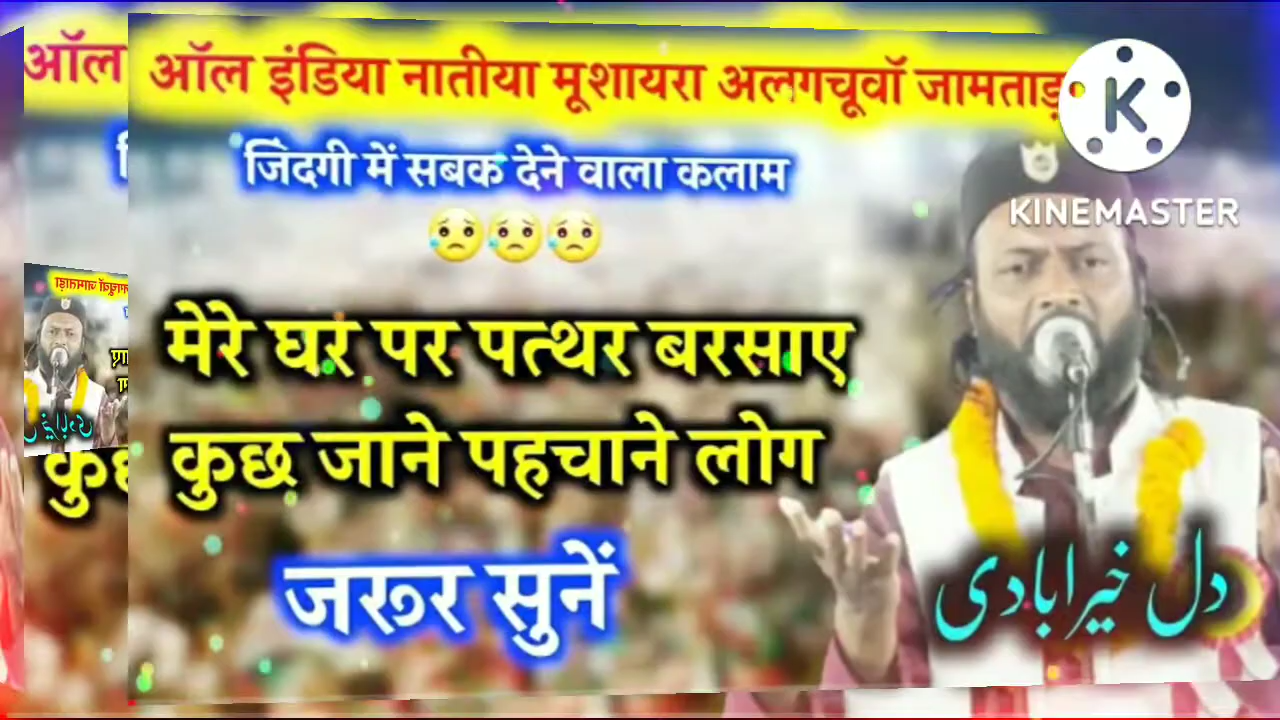 ऑल इंडिया नातीया मूशायरा अलगचूवॉ जामताड़ा
K
KINEMASTER
जिंदगी में सबक देने वाला कलाम
मेरे घर पर पत्थर बरसाए
कुछ जाने पहचाने लोग
जरूर सुनें
دل خیرابادی